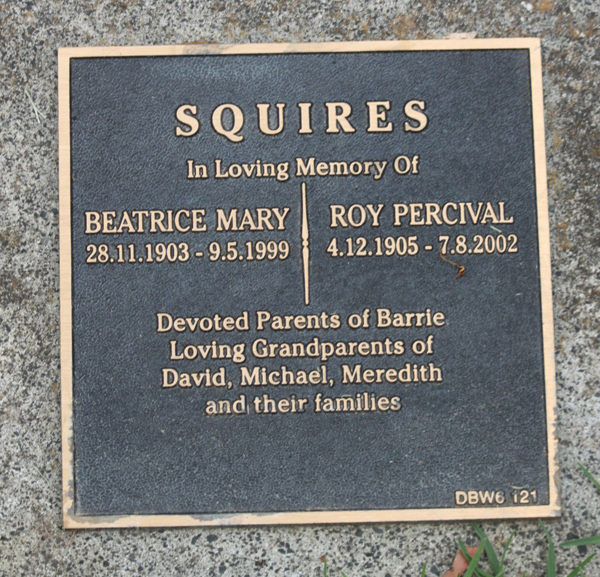 SQUIRES
In Loving Memory Of
BEATRICE MARY
28.11.1903 - 9.5.1999
ROY PERCIVAL
4.12.1905 - 7.8.2002
Devoted Parents of Barrie
Loving Grandparents of
David, Michael, Meredith
and their families
DBW6 121